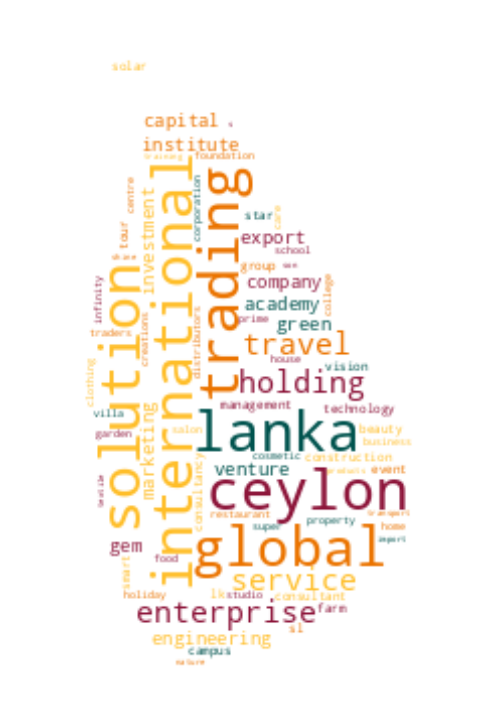 solar
capital
institute
training
foundation
international
trading
corporation
centre
investment
star
care
tour
export
school
group
company
college
infinity
academy
prime
green
traders
creations
distributors
travel
house
vision
solution
holding
clothing
management
technology
villa
marketing
lanka
salon
beauty
garden
business
cosmetic
construction
consultancy
venture
products
event
textile
ceylon
restaurant
transport
super
property
home
import
gem
food
global
smart
service
holiday
lk
studio
consultant
enterprise
farm
sl
engineering
campus
nature